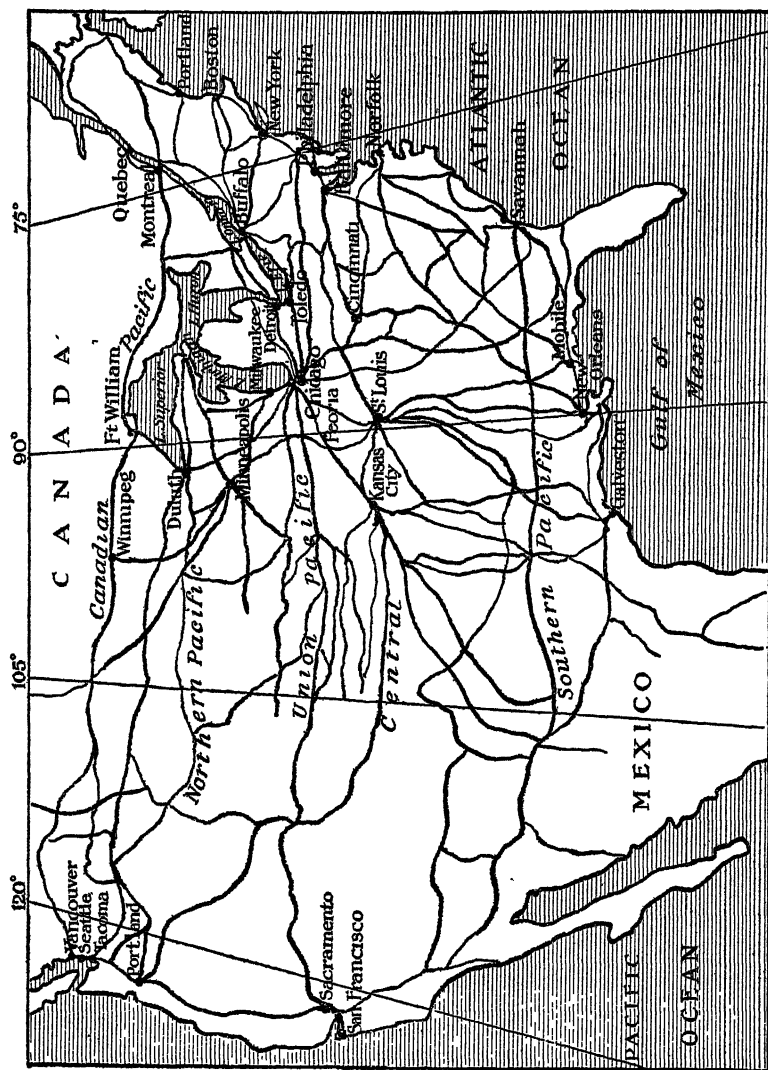 120°
105°
90°
75°
CANADA
Vancouver
Seattle
Tacoma
Portland
Canadian
Pacific
Winnipeg
Ft William
L. Superior
Duluth
Quebec
Montreal
Portland
Boston
Northern Pacific
Minneapolis
Milwaukee
Detroit
Buffalo
New York
Philadelphia
Baltimore
Norfolk
Toledo
Chicago
Peoria
Cincinnati
Sacramento
San Francisco
Union Pacific
Central
Kansas
City
St Louis
Southern
Pacific
ATLANTIC
OCEAN
Savannah
Mobile
New
Orleans
Galveston
Gulf of
Mexico
MEXICO
PACIFIC
OCEAN